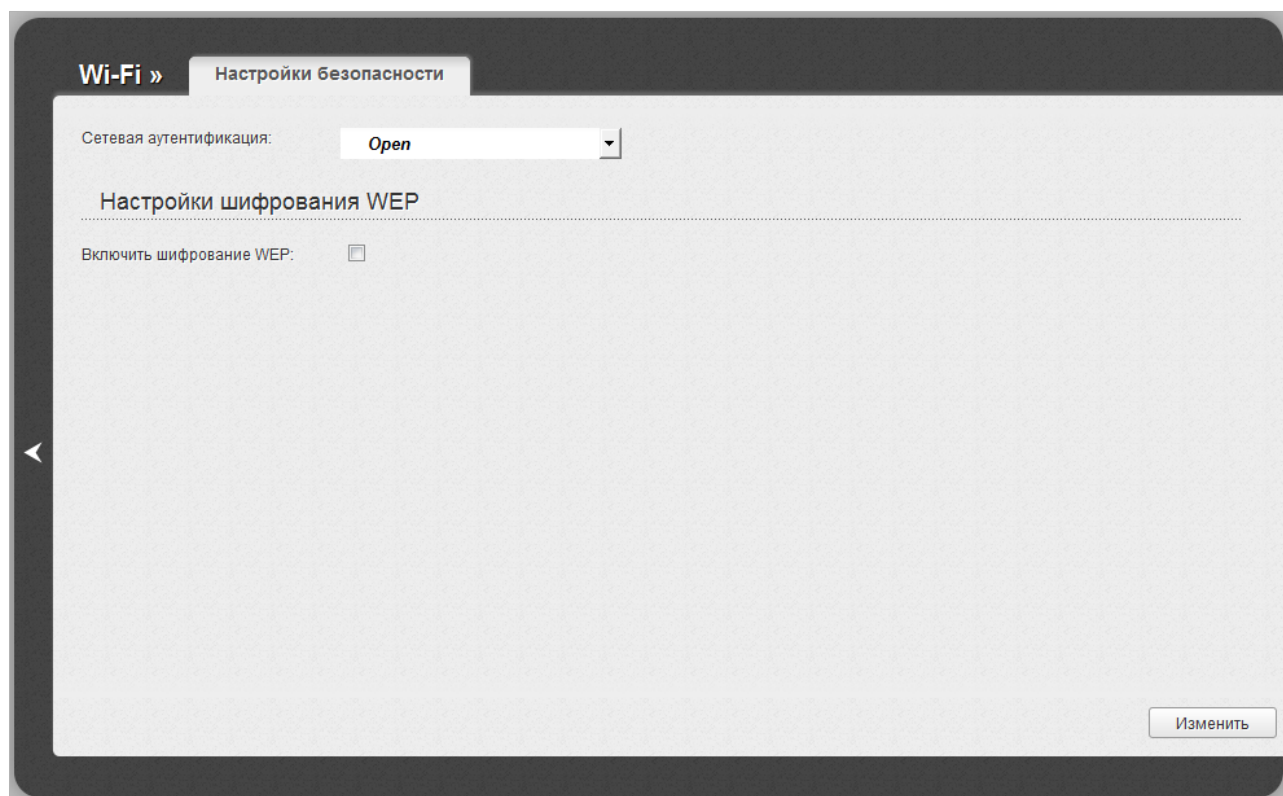 Wi-Fi » Настройки безопасности
Сетевая аутентификация: Open
Настройки шифрования WEP
Включить шифрование WEP:
Изменить